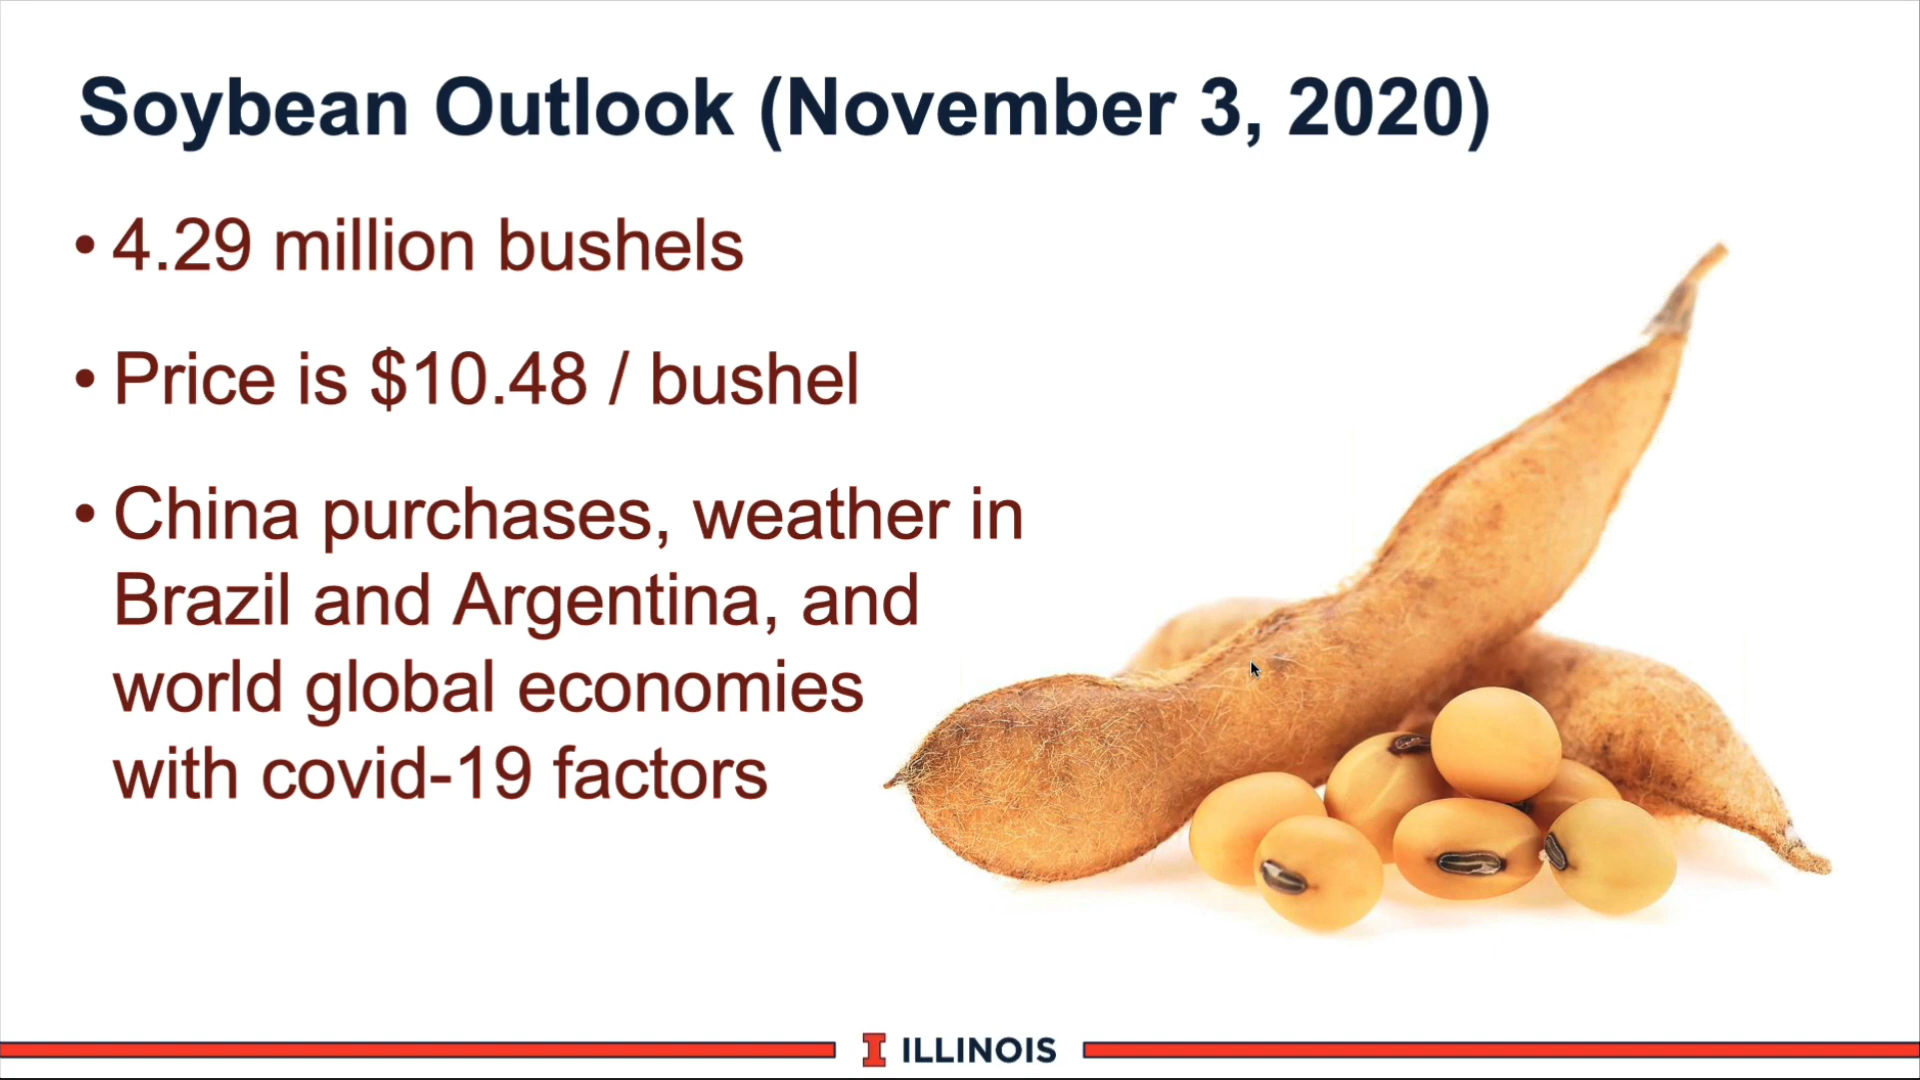 Soybean Outlook (November 3, 2020)
• 4.29 million bushels
• Price is $10.48 / bushel
• China purchases, weather in
Brazil and Argentina, and
world global economies
with covid-19 factors
I ILLINOIS